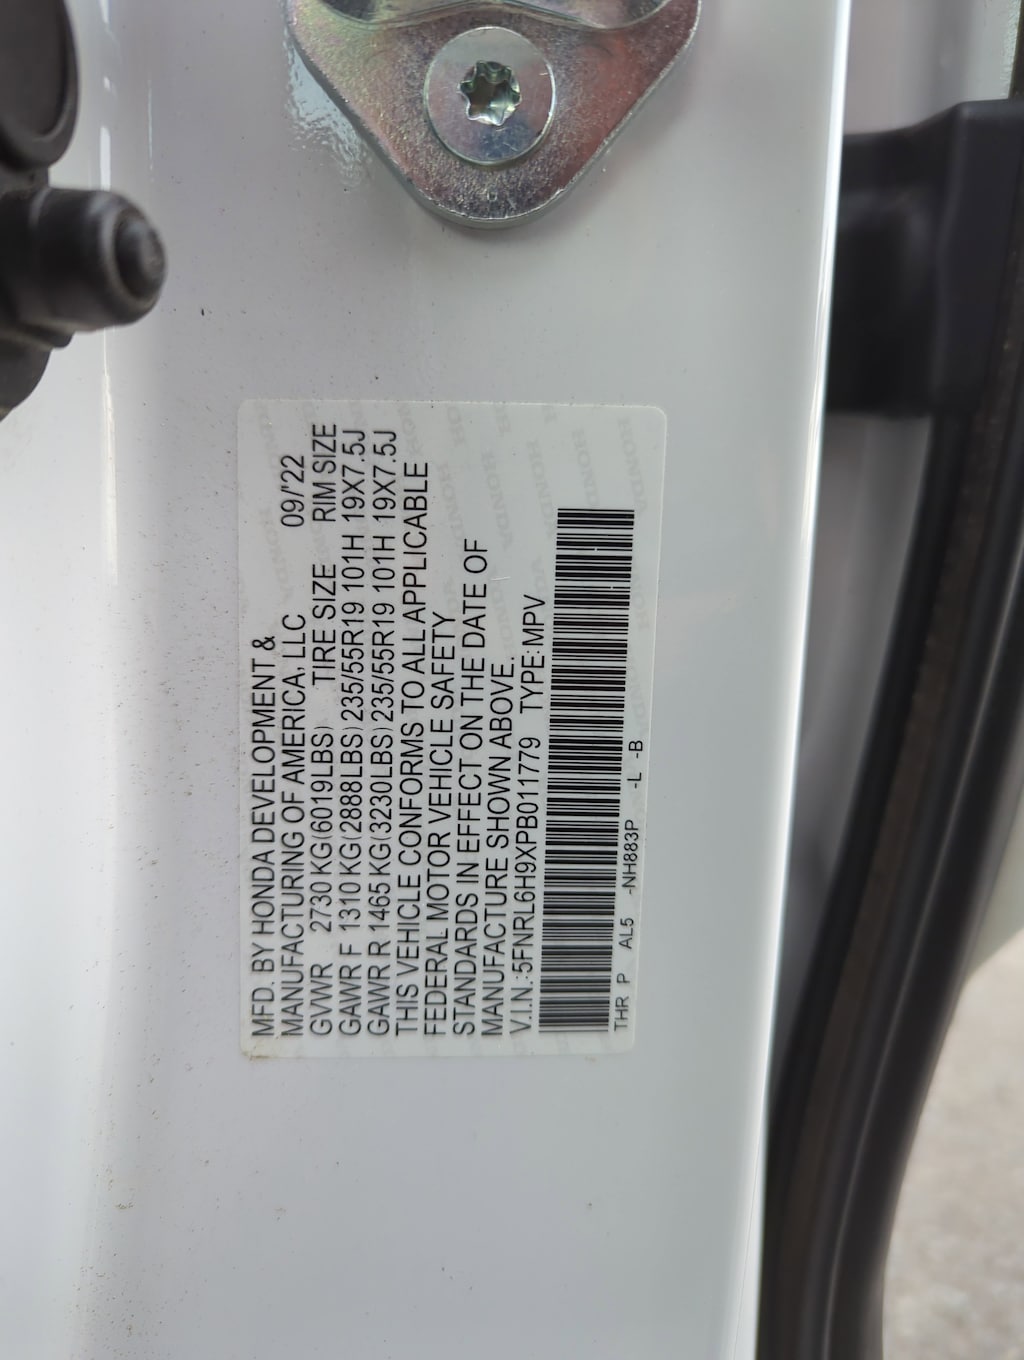 MFD. BY HONDA DEVELOPMENT &
MANUFACTURING OF AMERICA, LLC 09/'22
GVWR 2730 KG(6019LBS) TIRE SIZE RIM SIZE
GAWR F 1310 KG(2888LBS) 235/55R19 101H 19X7.5J
GAWR R 1465 KG(3230LBS) 235/55R19 101H 19X7.5J
THIS VEHICLE CONFORMS TO ALL APPLICABLE
FEDERAL MOTOR VEHICLE SAFETY
STANDARDS IN EFFECT ON THE DATE OF
MANUFACTURE SHOWN ABOVE.
V.I.N.:5FNRL6H9XPB011779 TYPE:MPV
THR P AL5 -NH883P -L -B